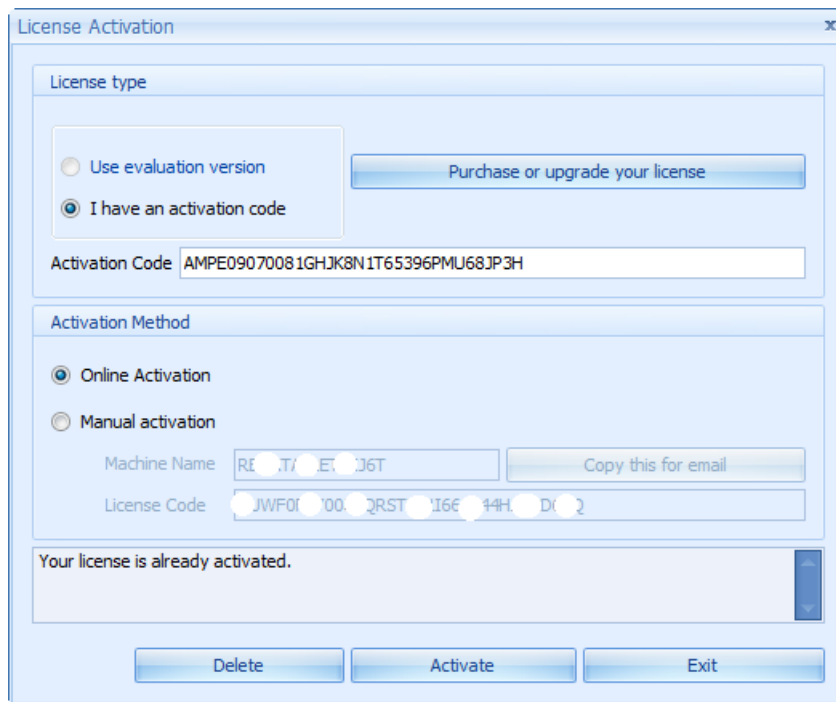 License Activation x
License type
Use evaluation version
Purchase or upgrade your license
I have an activation code
Activation Code AMPE09070081GHJK8N1T65396PMU68JP3H
Activation Method
Online Activation
Manual activation
Machine Name
Copy this for email
License Code
Your license is already activated.
Delete Activate Exit